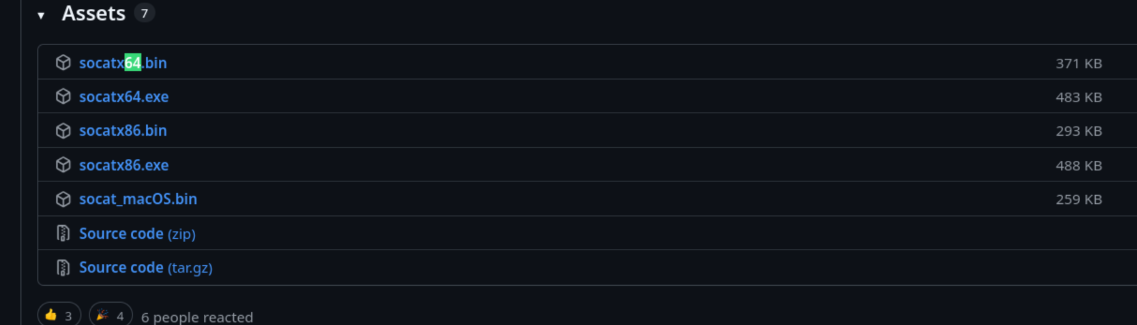 Assets 7
socatx64.bin 371 KB
socatx64.exe 483 KB
socatx86.bin 293 KB
socatx86.exe 488 KB
socat_macOS.bin 259 KB
Source code (zip)
Source code (tar.gz)
👍 3 🎉 4 6 people reacted